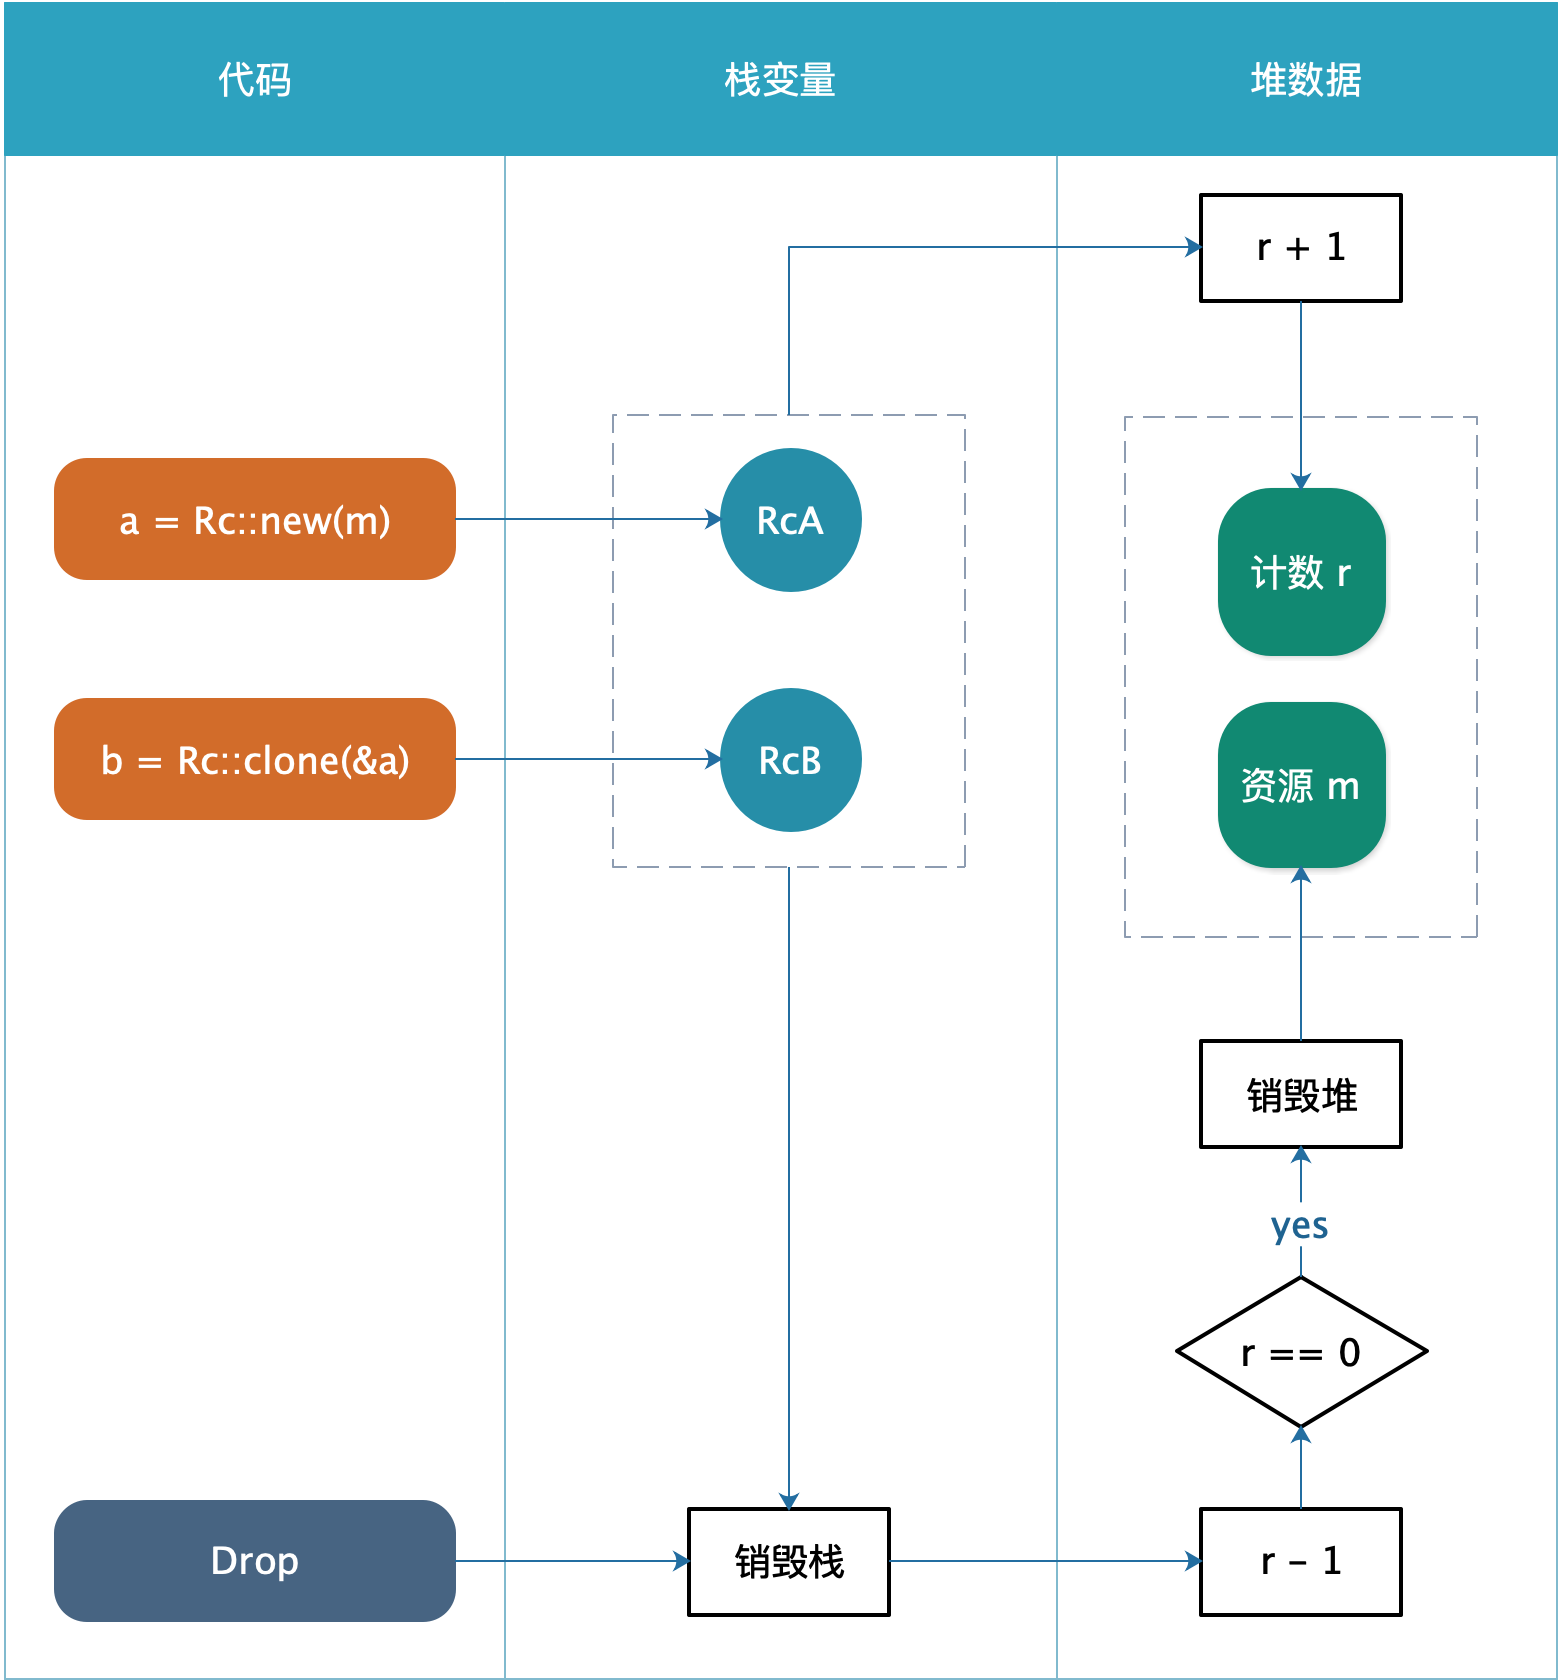 代码
栈变量
堆数据
r + 1
a = Rc::new(m)
RcA
计数 r
b = Rc::clone(&a)
RcB
资源 m
销毁堆
yes
r == 0
Drop
销毁栈
r - 1